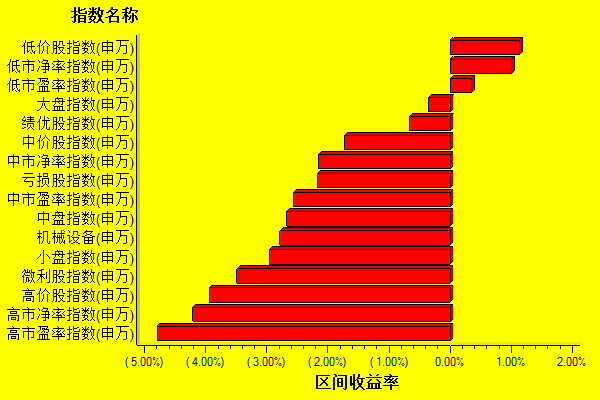 指数名称
低价股指数(申万)
低市净率指数(申万)
低市盈率指数(申万)
大盘指数(申万)
绩优股指数(申万)
中价股指数(申万)
中市净率指数(申万)
亏损股指数(申万)
中市盈率指数(申万)
中盘指数(申万)
机械设备(申万)
小盘指数(申万)
微利股指数(申万)
高价股指数(申万)
高市净率指数(申万)
高市盈率指数(申万)
(5.00%) (4.00%) (3.00%) (2.00%) (1.00%) 0.00% 1.00% 2.00%
区间收益率